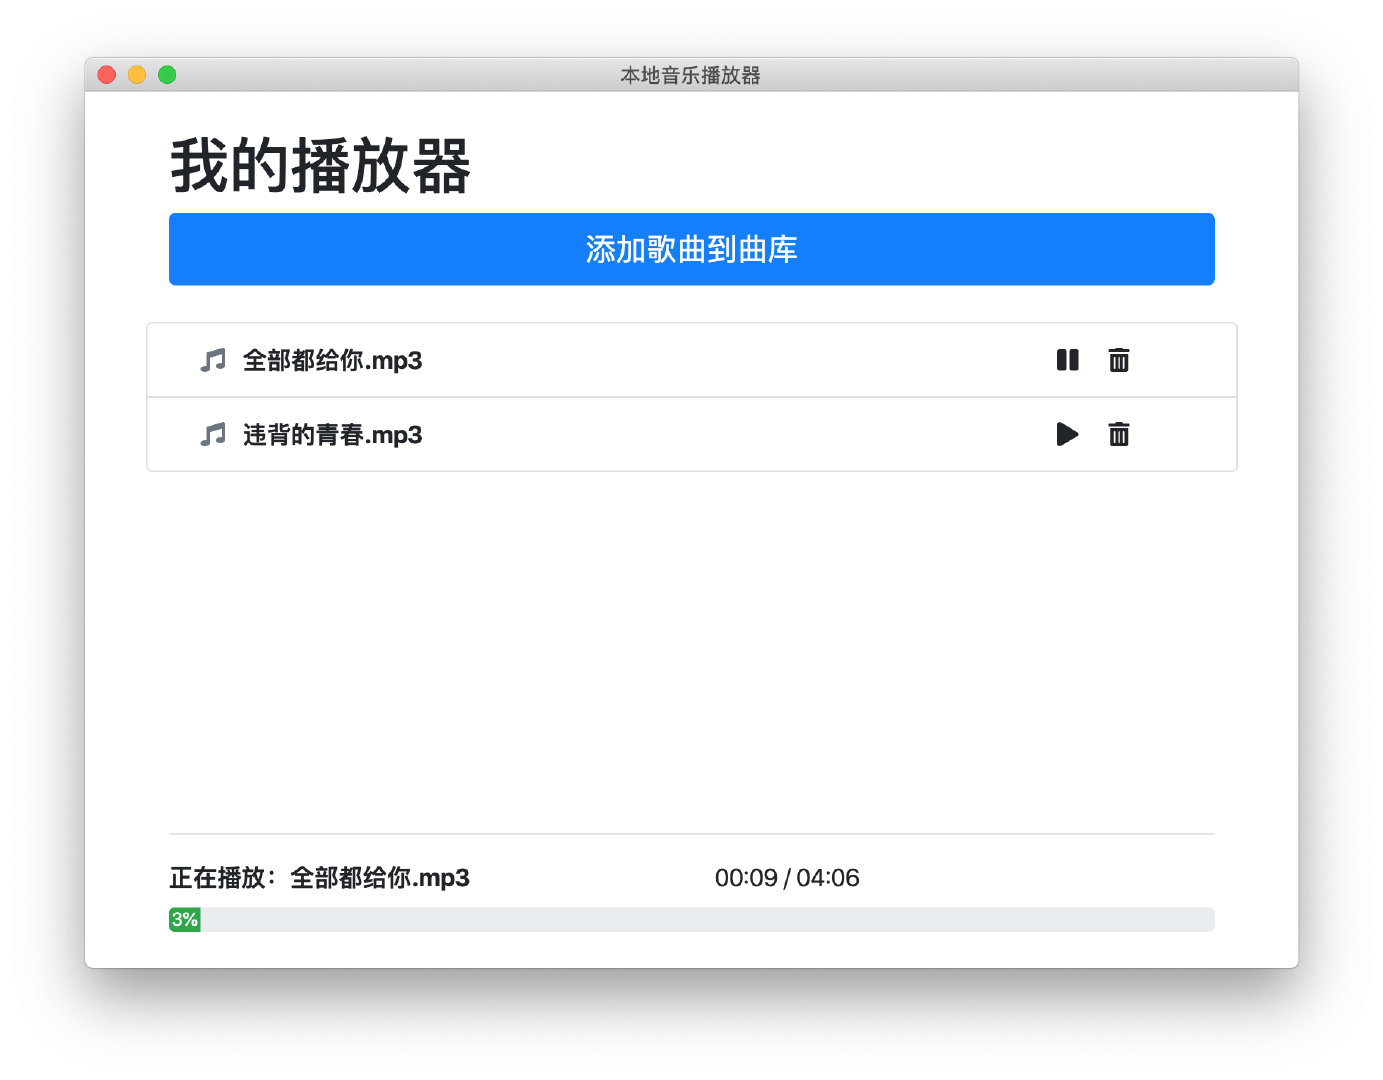 本地音乐播放器
我的播放器
添加歌曲到曲库
全部都给你.mp3
违背的青春.mp3
正在播放：全部都给你.mp3 00:09 / 04:06
3%